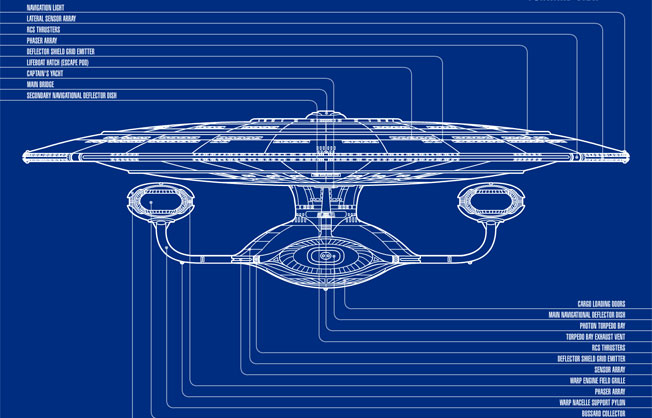 NAVIGATION LIGHT
LATERAL SENSOR ARRAY
RCS THRUSTERS
PHASER ARRAY
DEFLECTOR SHIELD GRID EMITTER
LIFEBOAT HATCH (ESCAPE POD)
CAPTAIN'S YACHT
MAIN BRIDGE
SECONDARY NAVIGATIONAL DEFLECTOR DISH
CARGO LOADING DOORS
MAIN NAVIGATIONAL DEFLECTOR DISH
PHOTON TORPEDO BAY
TORPEDO BAY EXHAUST VENT
RCS THRUSTERS
DEFLECTOR SHIELD GRID EMITTER
SENSOR ARRAY
WARP ENGINE FIELD GRILLE
PHASER ARRAY
WARP NACELLE SUPPORT PYLON
BUSSARD COLLECTOR